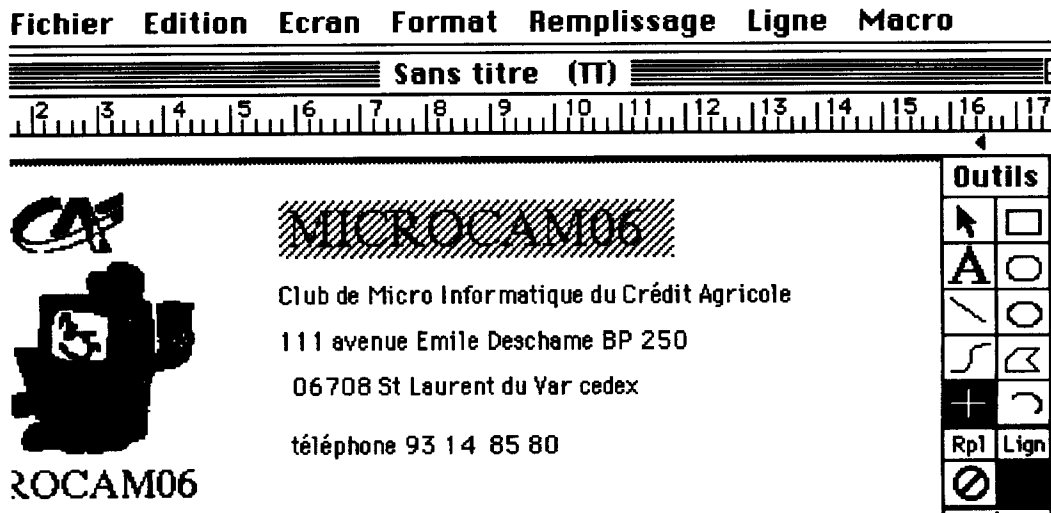 Fichier Edition Ecran Format Remplissage Ligne Macro
Sans titre (TT)
2 3 4 5 6 7 8 9 10 11 12 13 14 15 16 17
Outils
CA
MICROCAM06
A
Club de Micro Informatique du Crédit Agricole
111 avenue Emile Deschame BP 250
06708 St Laurent du Var cedex
téléphone 93 14 85 80
Rpl Lign
ROCAM06